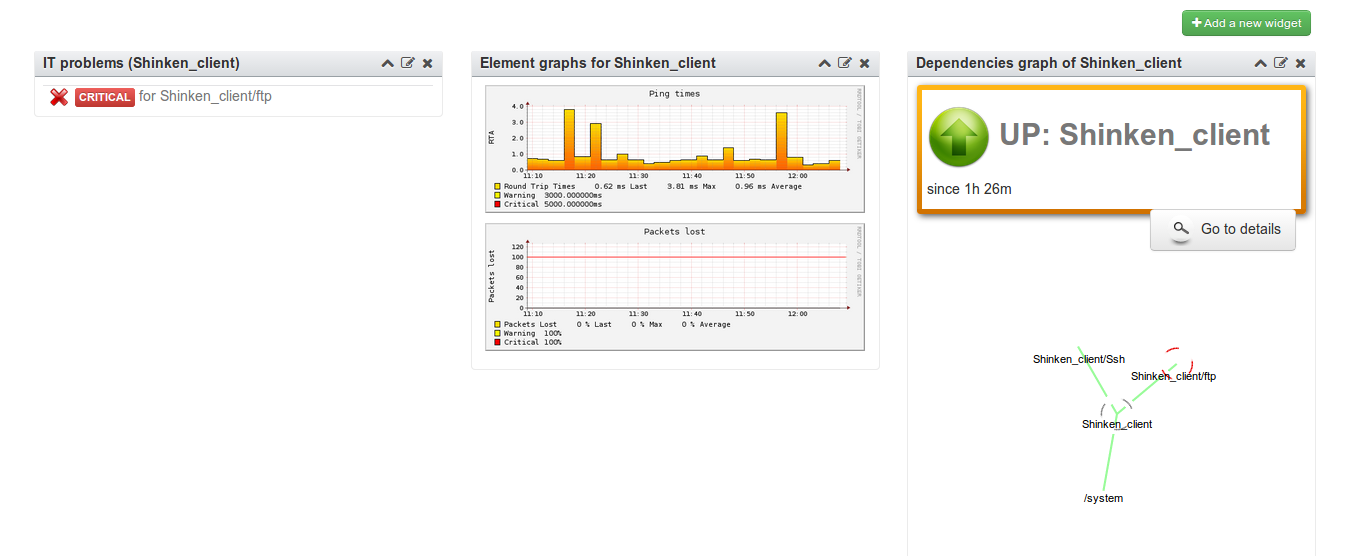 Add a new widget
IT problems (Shinken_client)
CRITICAL for Shinken_client/ftp
Element graphs for Shinken_client
Ping times
RTA
4.0
3.0
2.0
1.0
0.0
11:10 11:20 11:30 11:40 11:50 12:00
Round Trip Times 0.62 ms Last 3.81 ms Max 0.96 ms Average
Warning 3000.000000ms
Critical 5000.000000ms
RRDTOOL / TOBI OETIKER
Packets lost
Packets lost
120
100
80
60
40
20
0
11:10 11:20 11:30 11:40 11:50 12:00
Packets Lost 0 % Last 0 % Max 0 % Average
Warning 100%
Critical 100%
RRDTOOL / TOBI OETIKER
Dependencies graph of Shinken_client
UP: Shinken_client
since 1h 26m
Go to details
Shinken_client/Ssh
Shinken_client/ftp
Shinken_client
/system